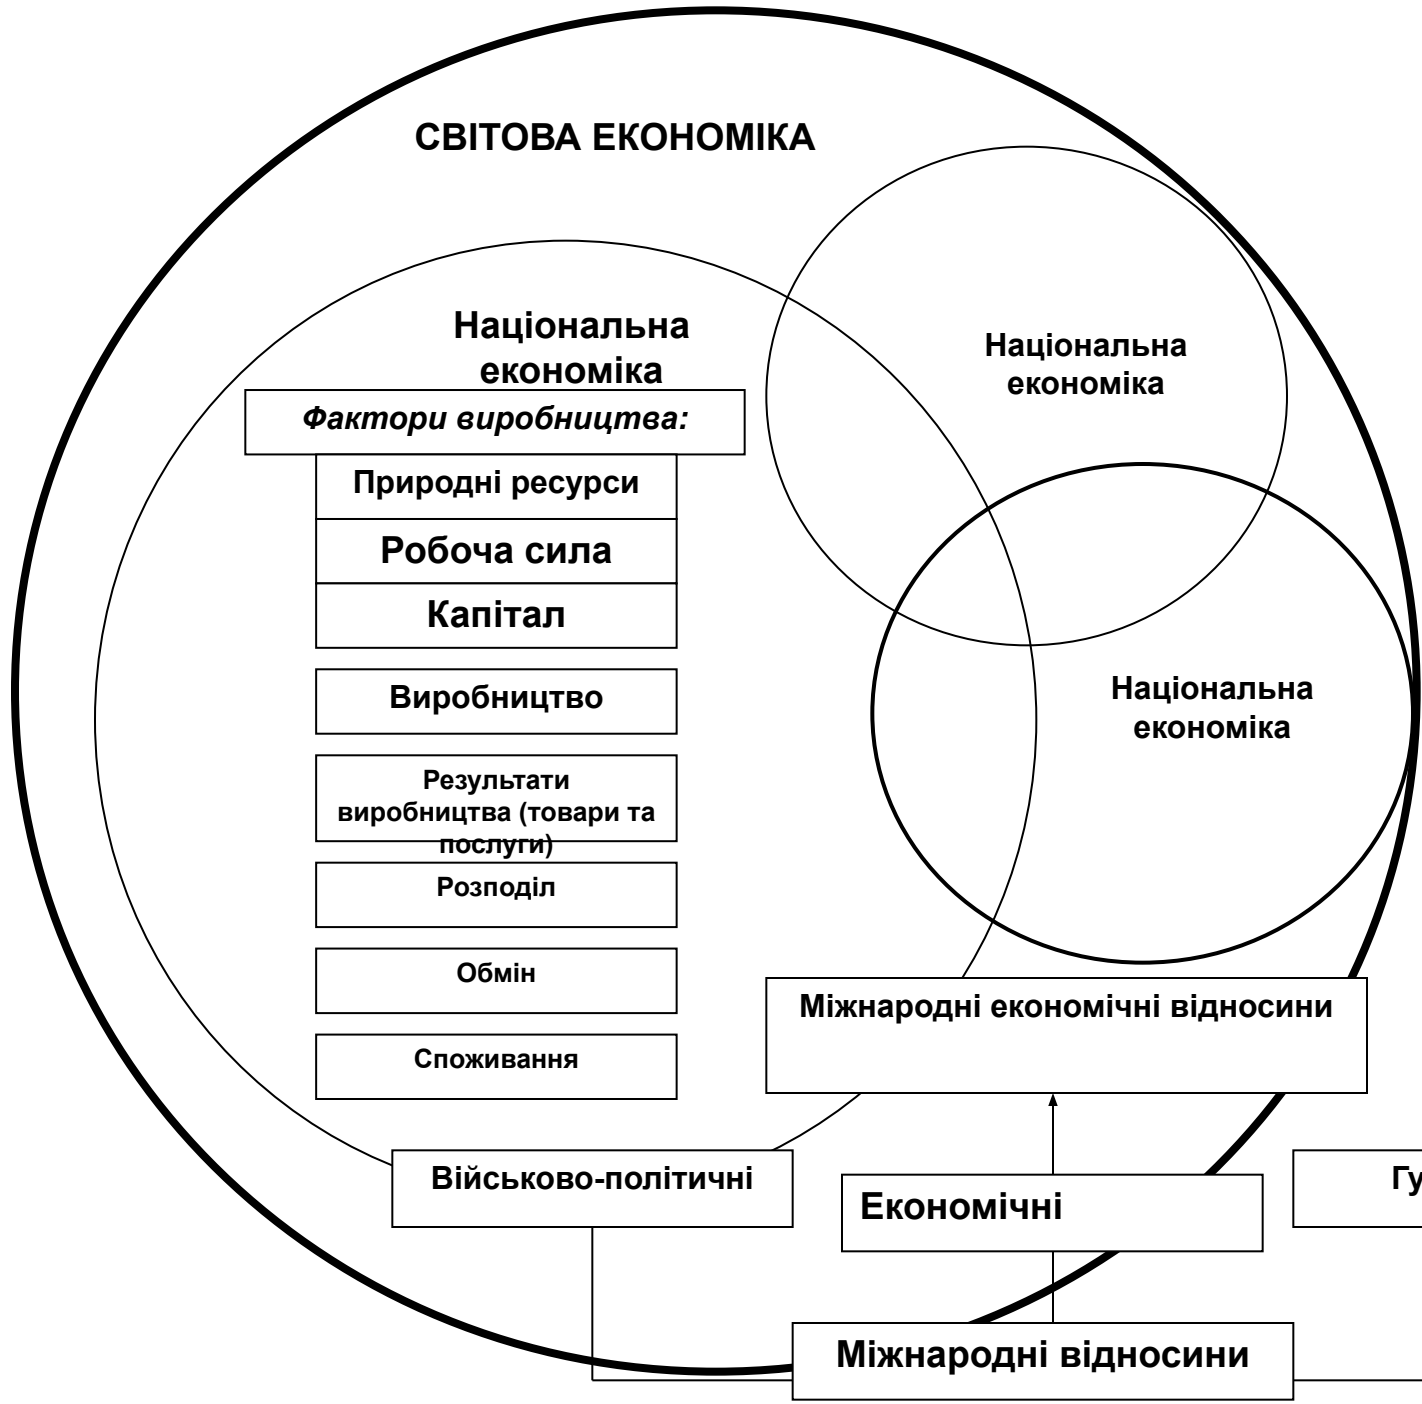 СВІТОВА ЕКОНОМІКА
Національна
економіка
Фактори виробництва:
Природні ресурси
Робоча сила
Капітал
Виробництво
Результати
виробництва (товари та
послуги)
Розподіл
Обмін
Споживання
Національна
економіка
Національна
економіка
Міжнародні економічні відносини
Військово-політичні
Економічні
Гу
Міжнародні відносини